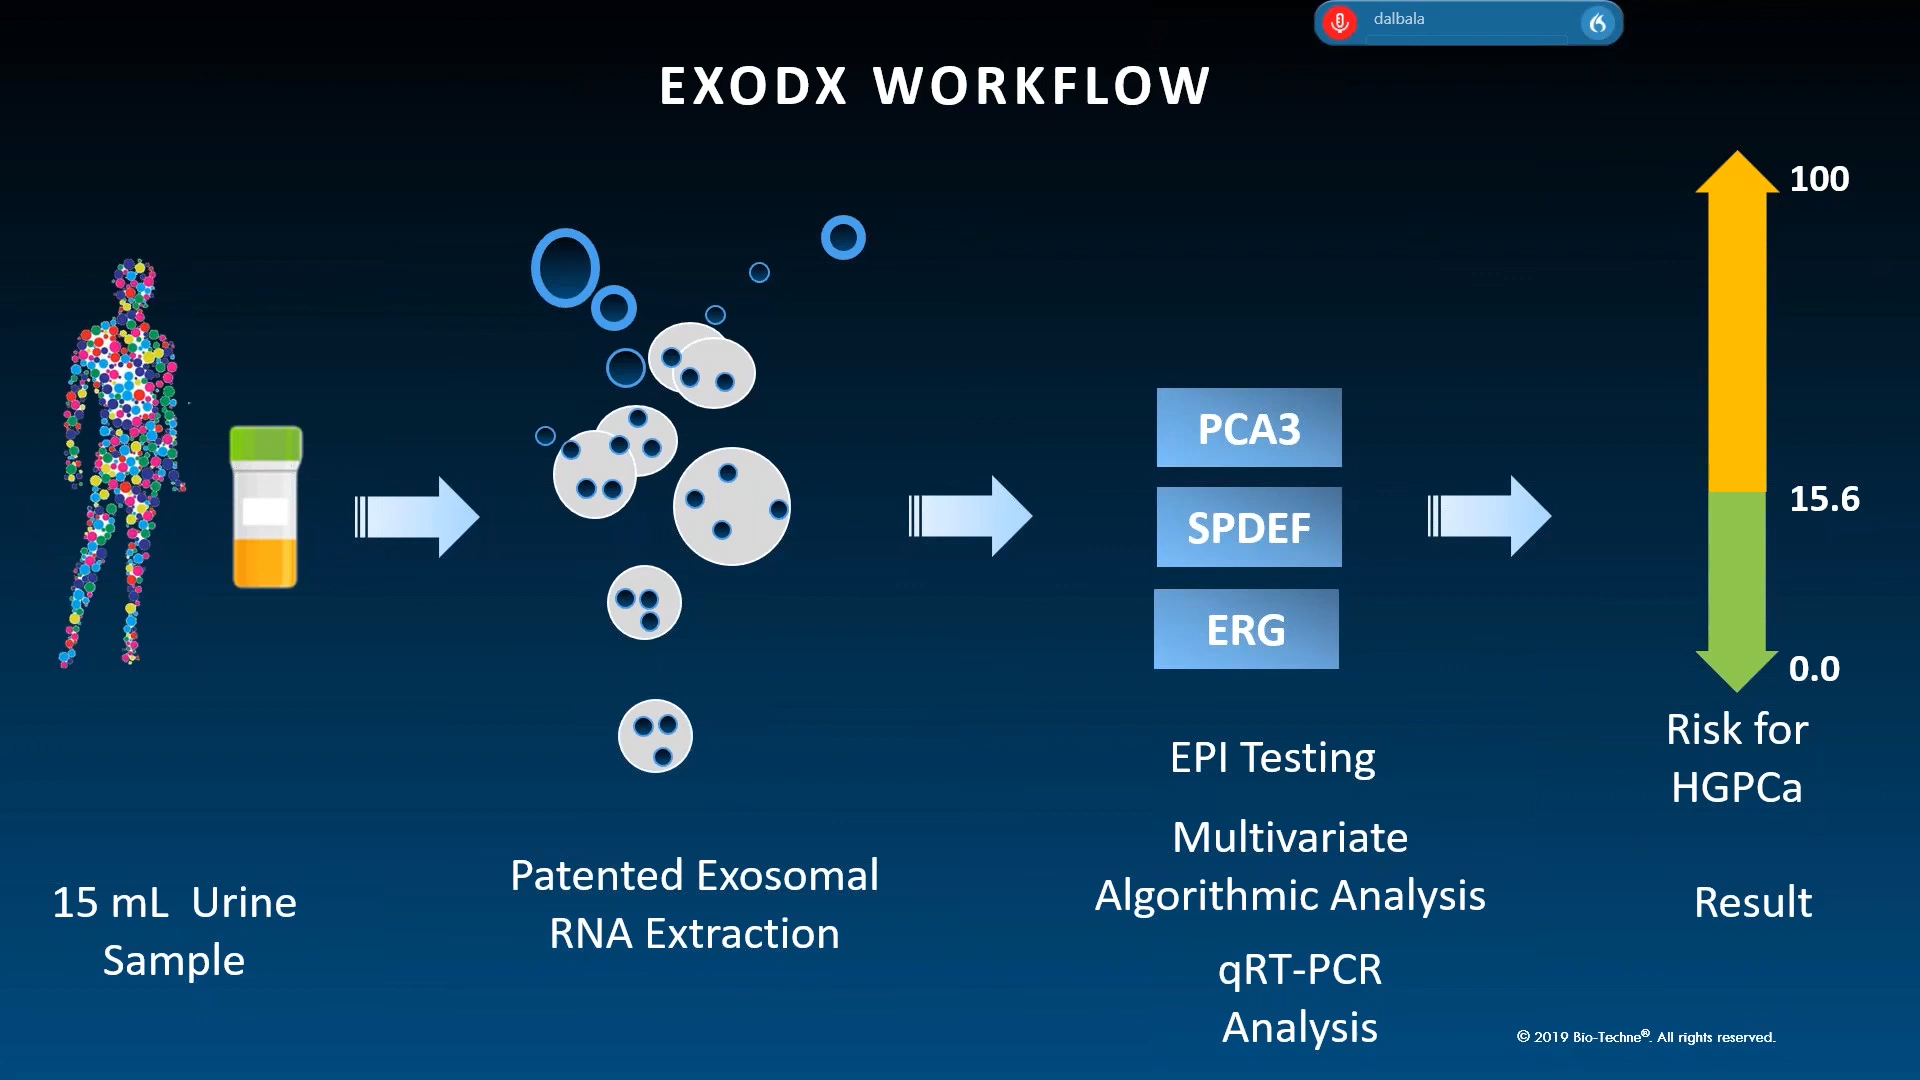 dalbala
EXODX WORKFLOW
100
15.6
0.0
PCA3
SPDEF
ERG
Risk for
HGPCa
EPI Testing
Multivariate
Algorithmic Analysis
qRT-PCR
Analysis
Patented Exosomal
RNA Extraction
15 mL Urine
Sample
Result
© 2019 Bio-Techne®. All rights reserved.